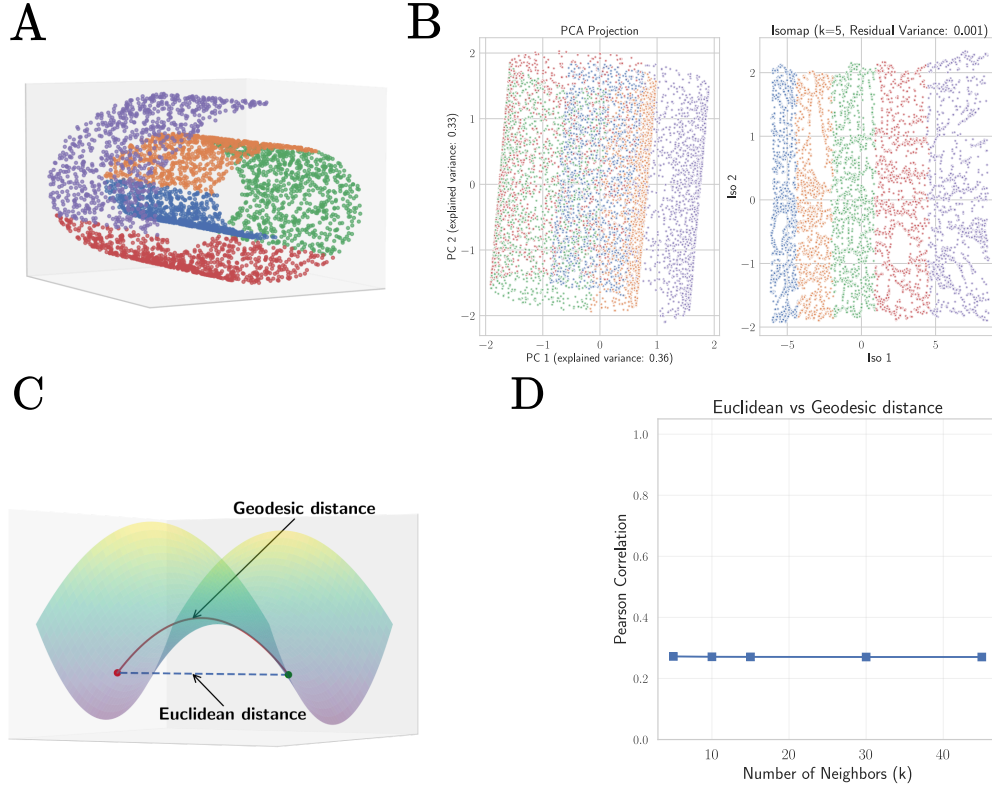 A
B
PCA Projection
2
1
0
−1
−2
−2
−1
0
1
2
PC 2 (explained variance: 0.33)
PC 1 (explained variance: 0.36)
Isomap (k=5, Residual Variance: 0.001)
2
1
0
−1
−2
−5
0
5
Iso 2
Iso 1
C
Geodesic distance
Euclidean distance
D
Euclidean vs Geodesic distance
1.0
0.8
0.6
0.4
0.2
0.0
10
20
30
40
Pearson Correlation
Number of Neighbors (k)